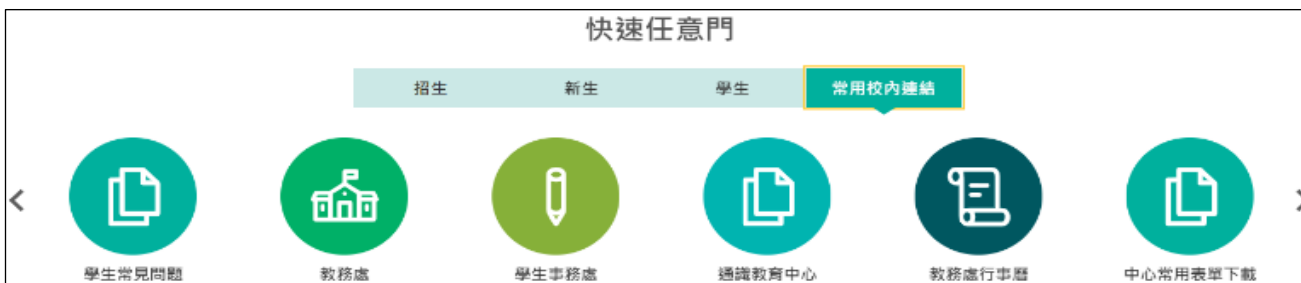 快速任意門
招生 新生 學生 常用校內連結
學生常見問題 教務處 學生事務處 通識教育中心 教務處行事曆 中心常用表單下載